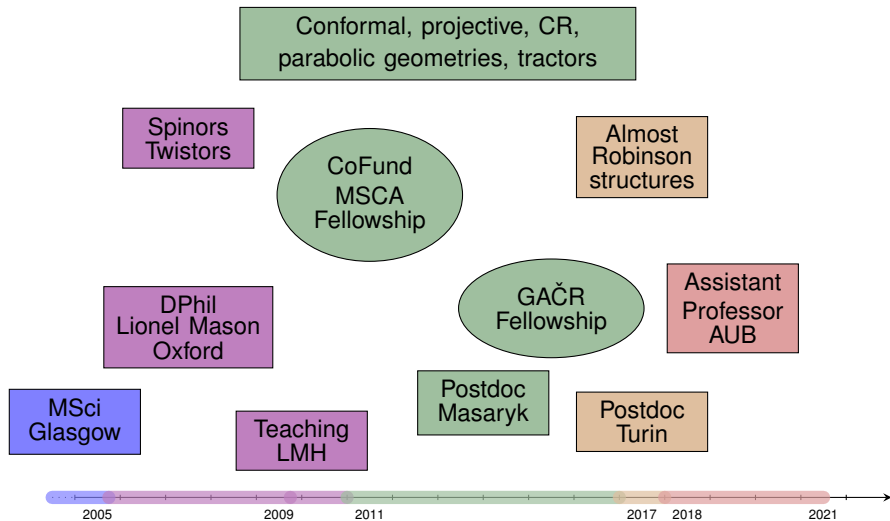 Conformal, projective, CR,
parabolic geometries, tractors
Spinors
Twistors
CoFund
MSCA
Fellowship
Almost
Robinson
structures
DPhil
Lionel Mason
Oxford
GAČR
Fellowship
Assistant
Professor
AUB
MSci
Glasgow
Teaching
LMH
Postdoc
Masaryk
Postdoc
Turin
2005
2009
2011
2017
2018
2021